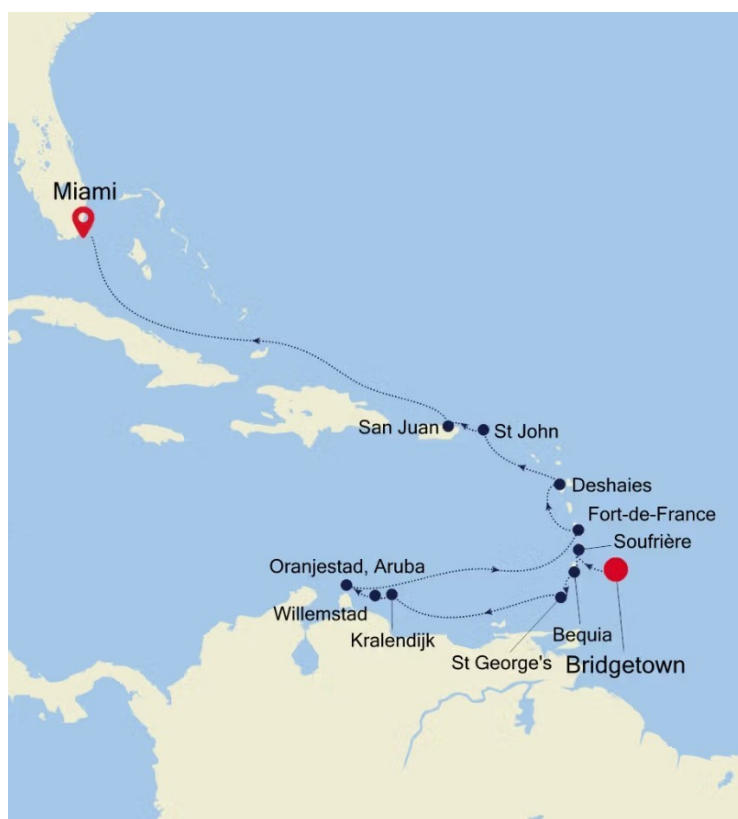 Miami
San Juan
St John
Deshaies
Fort-de-France
Soufrière
Oranjestad, Aruba
Willemstad
Kralendijk
Bequia
St George's
Bridgetown